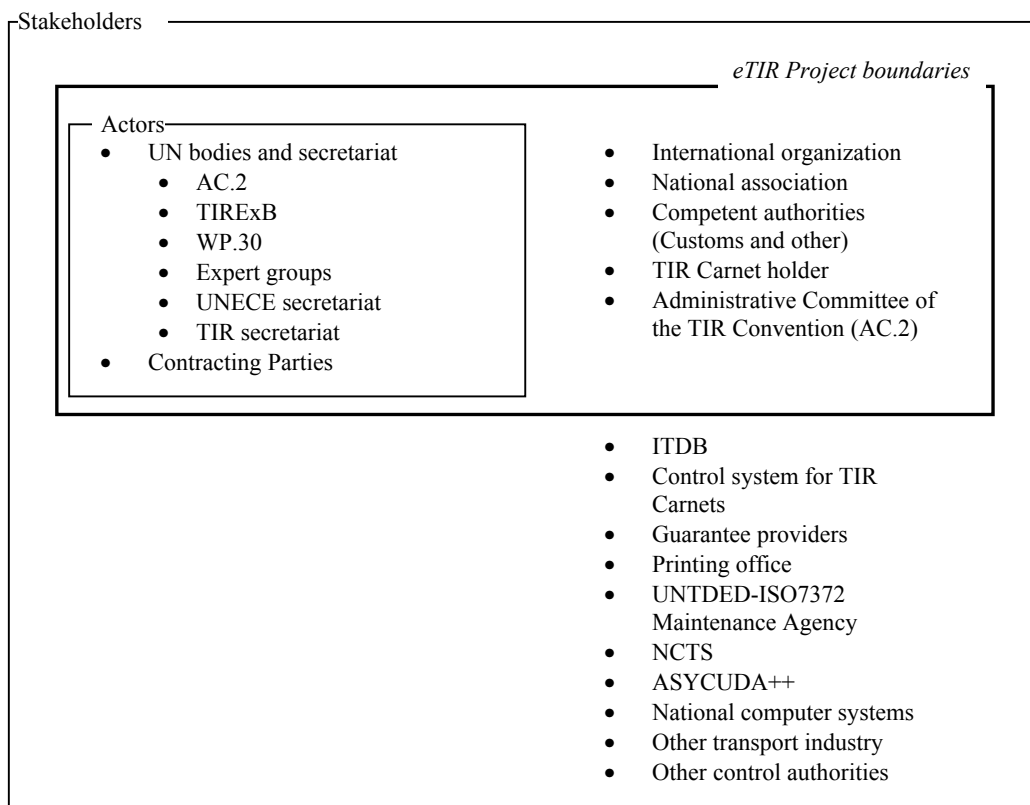 Stakeholders
eTIR Project boundaries
Actors
• UN bodies and secretariat
• AC.2
• TIRExB
• WP.30
• Expert groups
• UNECE secretariat
• TIR secretariat
• Contracting Parties
• International organization
• National association
• Competent authorities
(Customs and other)
• TIR Carnet holder
• Administrative Committee of
the TIR Convention (AC.2)
• ITDB
• Control system for TIR
Carnets
• Guarantee providers
• Printing office
• UNTDED-ISO7372
Maintenance Agency
• NCTS
• ASYCUDA++
• National computer systems
• Other transport industry
• Other control authorities